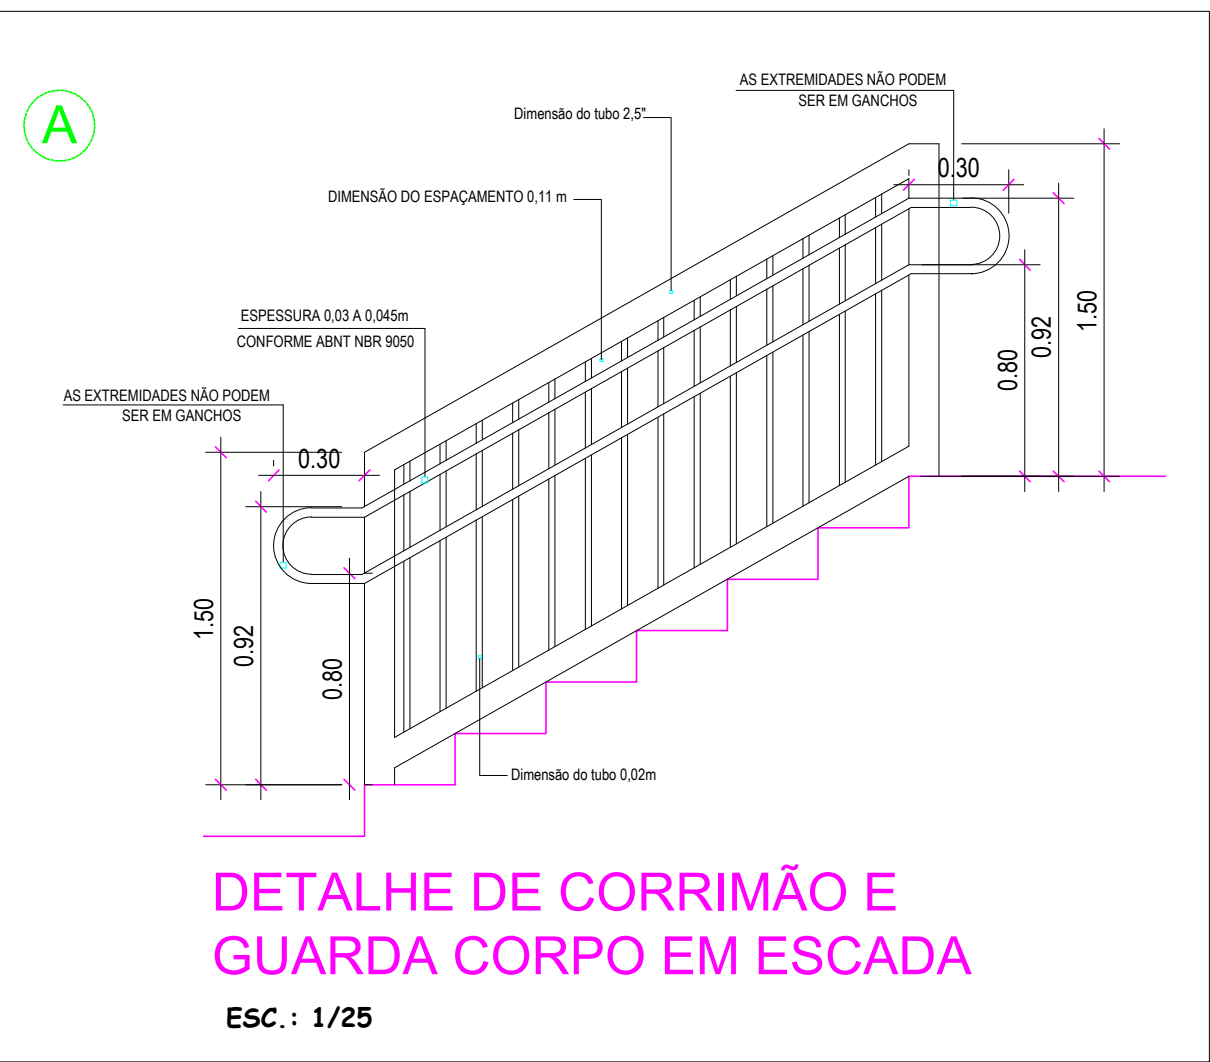 A
AS EXTREMIDADES NÃO PODEM
SER EM GANCHOS
Dimensão do tubo 2,5"
0.30
DIMENSÃO DO ESPAÇAMENTO 0,11 m
ESPESSURA 0,03 A 0,045m
CONFORME ABNT NBR 9050
1.50
0.92
0.80
AS EXTREMIDADES NÃO PODEM
SER EM GANCHOS
0.30
1.50
0.92
0.80
Dimensão do tubo 0,02m
DETALHE DE CORRIMÃO E
GUARDA CORPO EM ESCADA
ESC.: 1/25